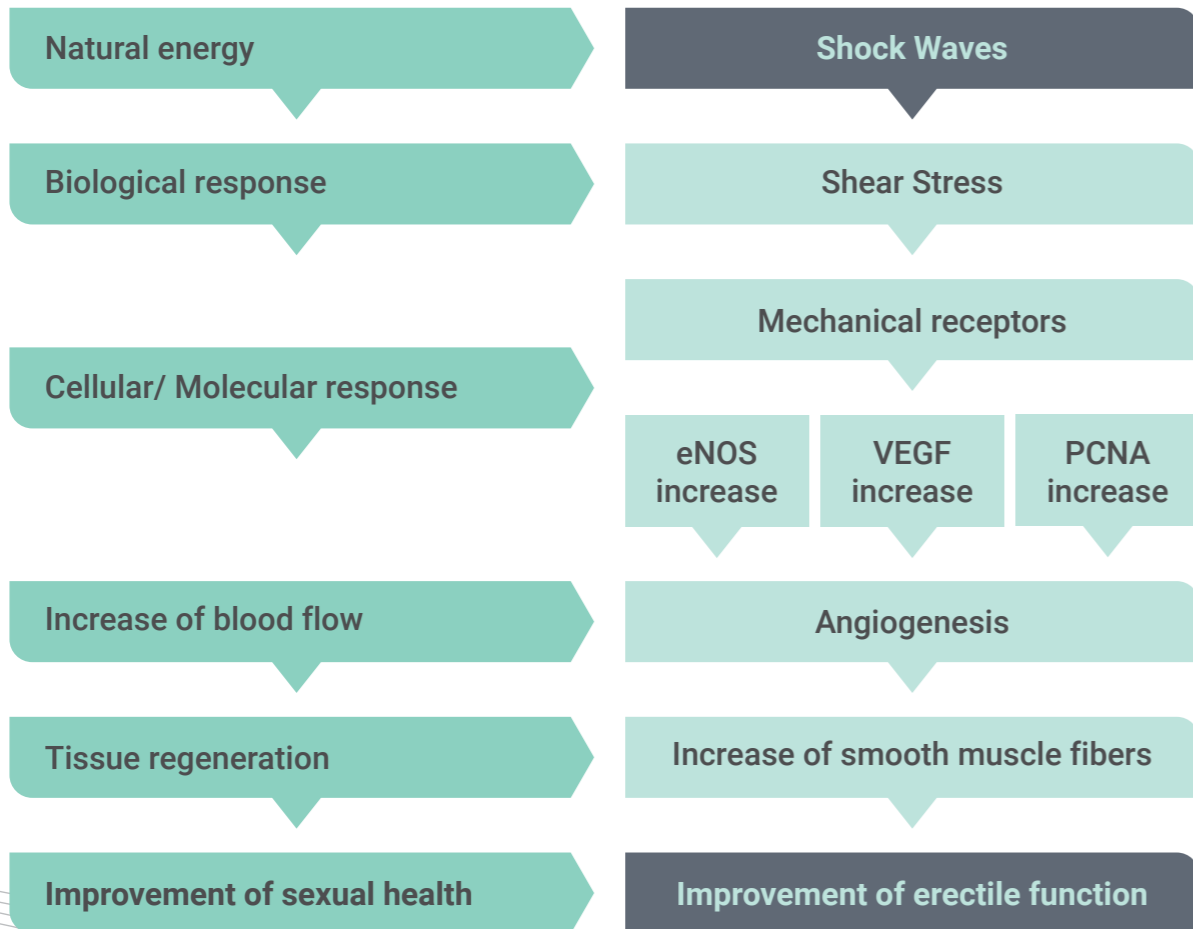 Natural energy
Shock Waves
Biological response
Shear Stress
Mechanical receptors
Cellular/ Molecular response
eNOS
increase
VEGF
increase
PCNA
increase
Increase of blood flow
Angiogenesis
Tissue regeneration
Increase of smooth muscle fibers
Improvement of sexual health
Improvement of erectile function